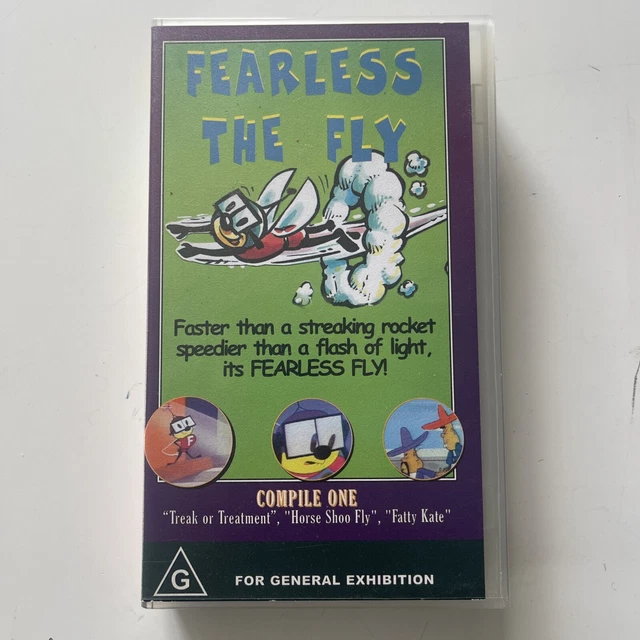 FEARLESS
THE FLY
Faster than a streaking rocket
speedier than a flash of light,
its FEARLESS FLY!
F
COMPILE ONE
"Treak or Treatment", "Horse Shoo Fly", "Fatty Kate"
G
FOR GENERAL EXHIBITION